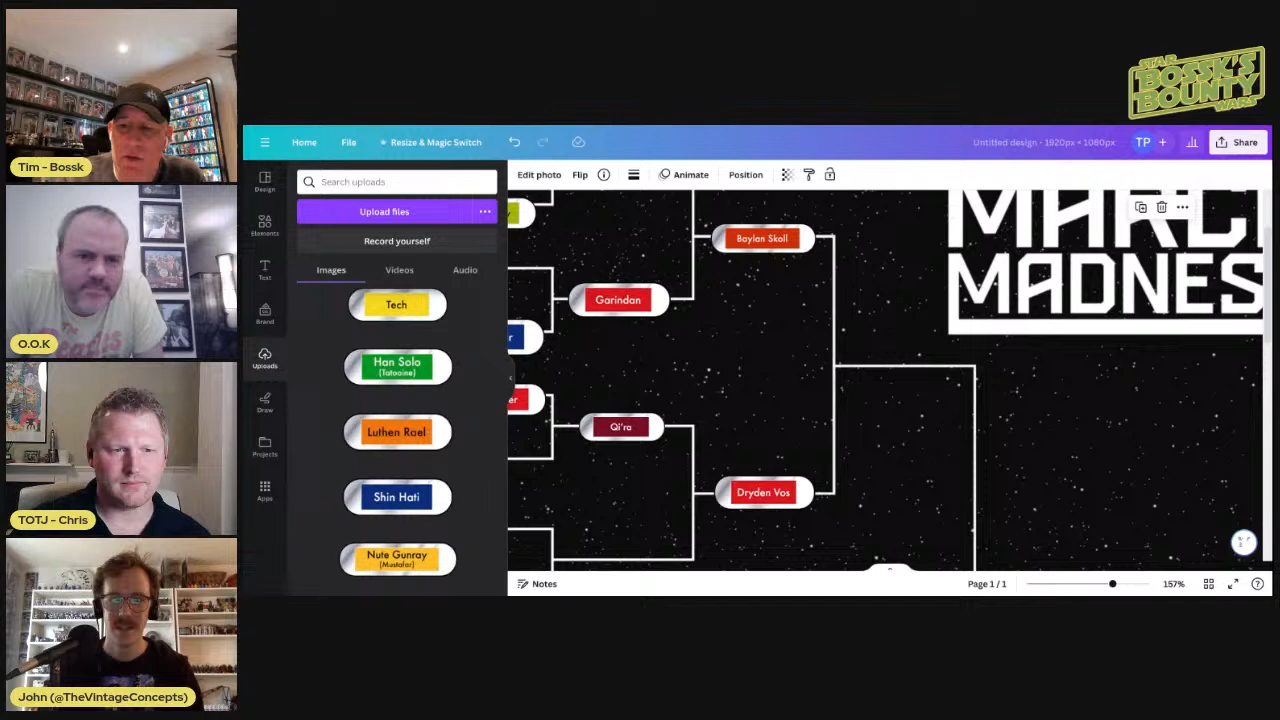 STAR
BOSSK'S
BOUNTY
WARS
Tim - Bossk
O.O.K
TOTJ - Chris
John (@TheVintageConcepts)
Home
File
Resize & Magic Switch
Untitled design - 1920px × 1080px
TP
+
Share
Design
Elements
Text
Brand
Uploads
Draw
Projects
Apps
Search uploads
Upload files
Record yourself
Images
Videos
Audio
Tech
Han Solo
(Tatooine)
Luthen Rael
Shin Hati
Nute Gunray
(Mustafar)
Edit photo
Flip
Animate
Position
MADNES
Baylan Skoll
Garindan
r
er
Qi'ra
Dryden Vos
Notes
Page 1 / 1
157%